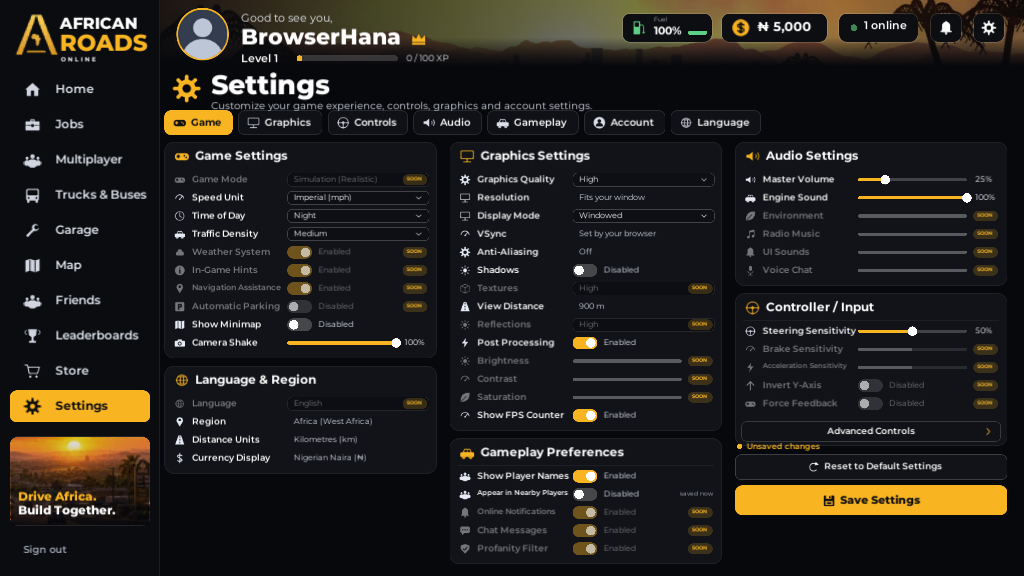 AFRICAN
ROADS
ONLINE
Home
Jobs
Multiplayer
Trucks & Buses
Garage
Map
Friends
Leaderboards
Store
Settings
Drive Africa.
Build Together.
Sign out
Good to see you,
BrowserHana
Level 1
0 / 100 XP
Fuel
100%
₦ 5,000
1 online
Settings
Customize your game experience, controls, graphics and account settings.
Game
Graphics
Controls
Audio
Gameplay
Account
Language
Game Settings
Game Mode Simulation (Realistic) SOON
Speed Unit Imperial (mph)
Time of Day Night
Traffic Density Medium
Weather System Enabled SOON
In-Game Hints Enabled SOON
Navigation Assistance Enabled SOON
Automatic Parking Disabled SOON
Show Minimap Disabled
Camera Shake 100%
Language & Region
Language English SOON
Region Africa (West Africa)
Distance Units Kilometres (km)
Currency Display Nigerian Naira (₦)
Graphics Settings
Graphics Quality High
Resolution Fits your window
Display Mode Windowed
VSync Set by your browser
Anti-Aliasing Off
Shadows Disabled
Textures High SOON
View Distance 900 m
Reflections High SOON
Post Processing Enabled
Brightness SOON
Contrast SOON
Saturation SOON
Show FPS Counter Enabled
Gameplay Preferences
Show Player Names Enabled
Appear in Nearby Players Disabled saved now
Online Notifications Enabled SOON
Chat Messages Enabled SOON
Profanity Filter Enabled SOON
Audio Settings
Master Volume 25%
Engine Sound 100%
Environment SOON
Radio Music SOON
UI Sounds SOON
Voice Chat SOON
Controller / Input
Steering Sensitivity 50%
Brake Sensitivity SOON
Acceleration Sensitivity SOON
Invert Y-Axis Disabled SOON
Force Feedback Disabled SOON
Advanced Controls
Unsaved changes
Reset to Default Settings
Save Settings